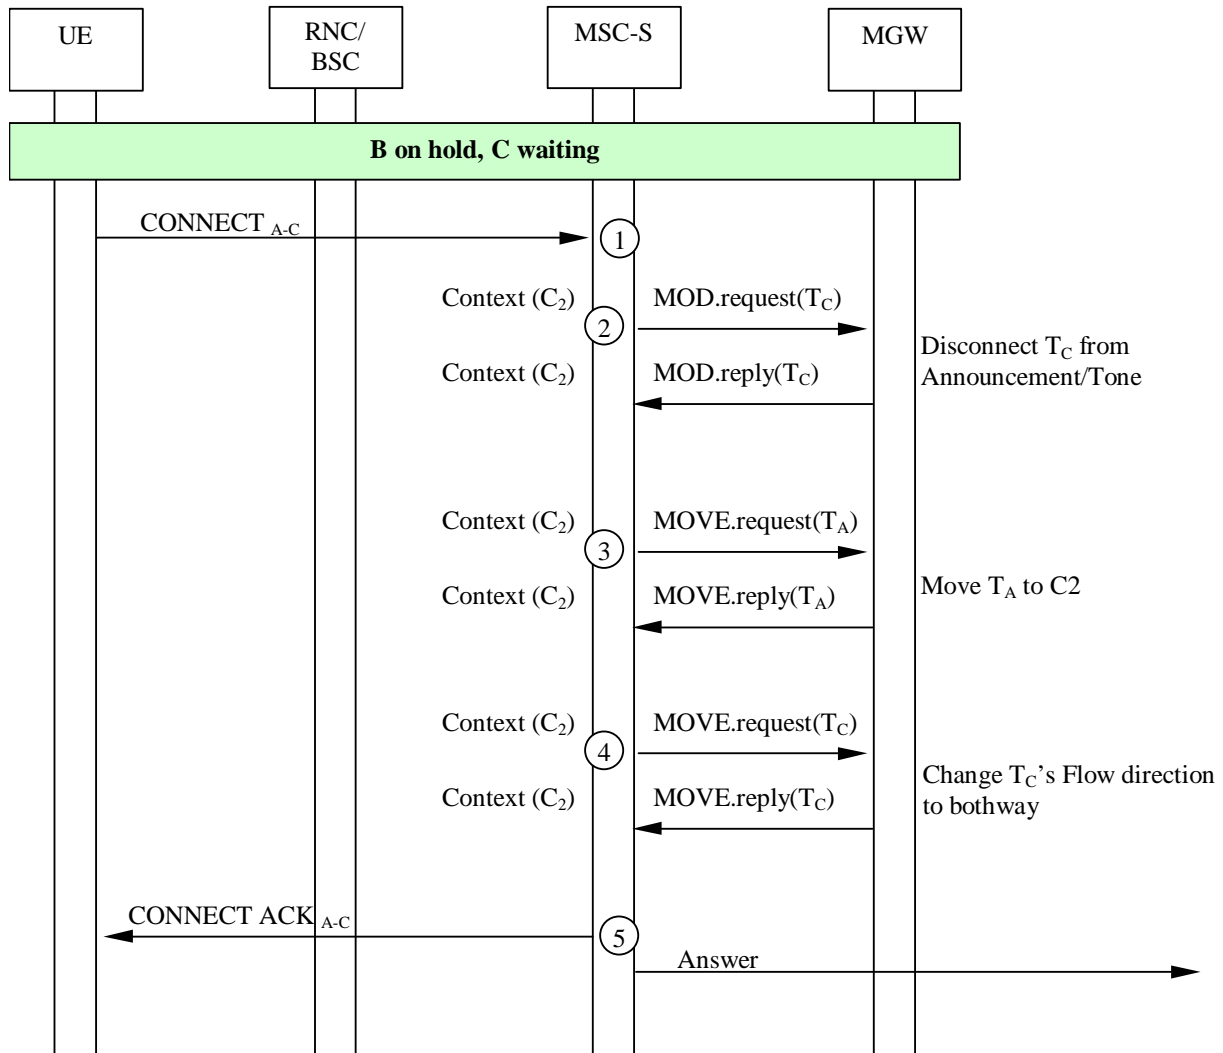 UE
RNC/
BSC
MSC-S
MGW
B on hold, C waiting
CONNECT A-C
1
Context (C2)
MOD.request(TC)
2
Disconnect TC from
Announcement/Tone
Context (C2)
MOD.reply(TC)
Context (C2)
MOVE.request(TA)
3
Move TA to C2
Context (C2)
MOVE.reply(TA)
Context (C2)
MOVE.request(TC)
4
Change TC’s Flow direction
to bothway
Context (C2)
MOVE.reply(TC)
CONNECT ACK A-C
5
Answer